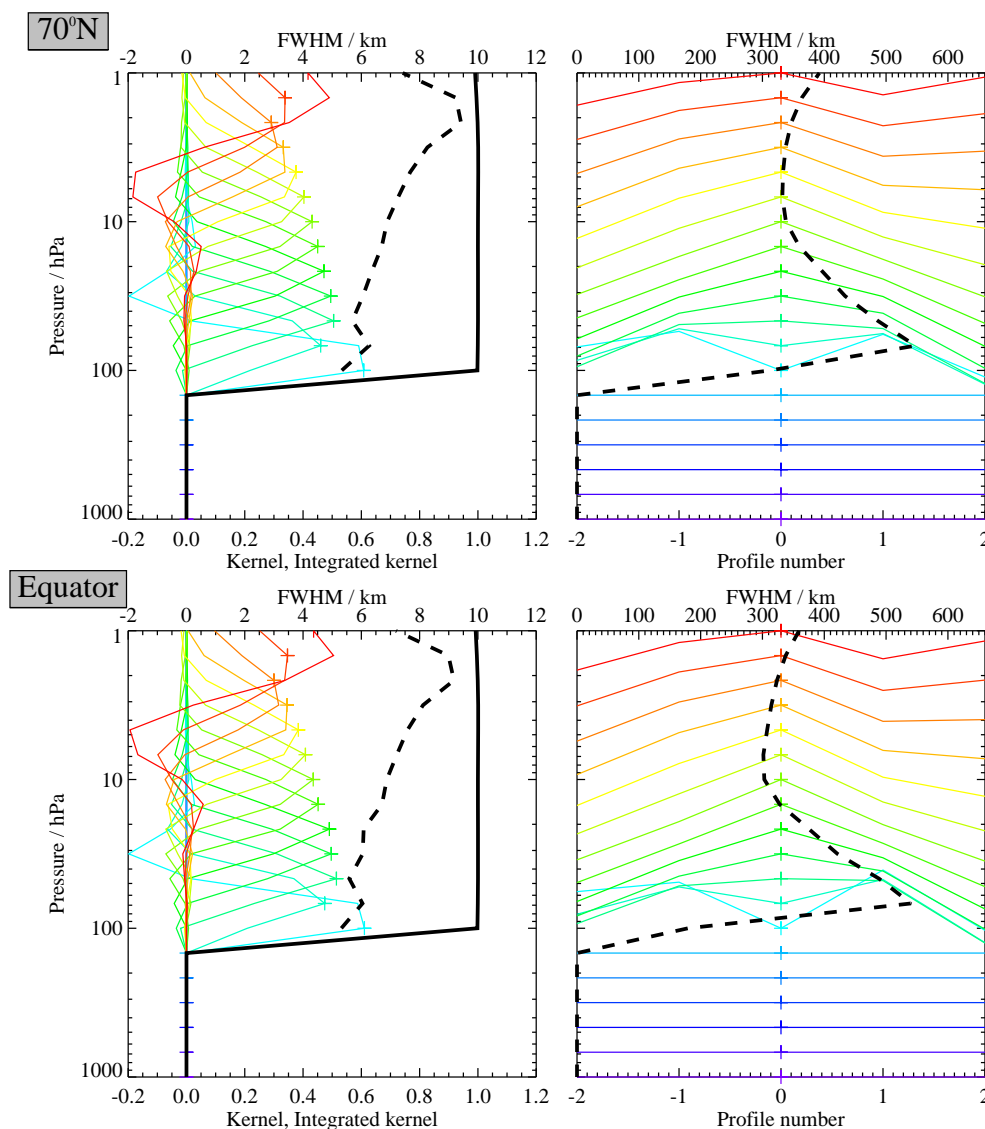 70⁰N
FWHM / km
-2 0 2 4 6 8 10 12
1
10
100
1000
Pressure / hPa
-0.2 0.0 0.2 0.4 0.6 0.8 1.0 1.2
Kernel, Integrated kernel
FWHM / km
0 100 200 300 400 500 600
-2 -1 0 1 2
Profile number
Equator
FWHM / km
-2 0 2 4 6 8 10 12
1
10
100
1000
Pressure / hPa
-0.2 0.0 0.2 0.4 0.6 0.8 1.0 1.2
Kernel, Integrated kernel
FWHM / km
0 100 200 300 400 500 600
-2 -1 0 1 2
Profile number